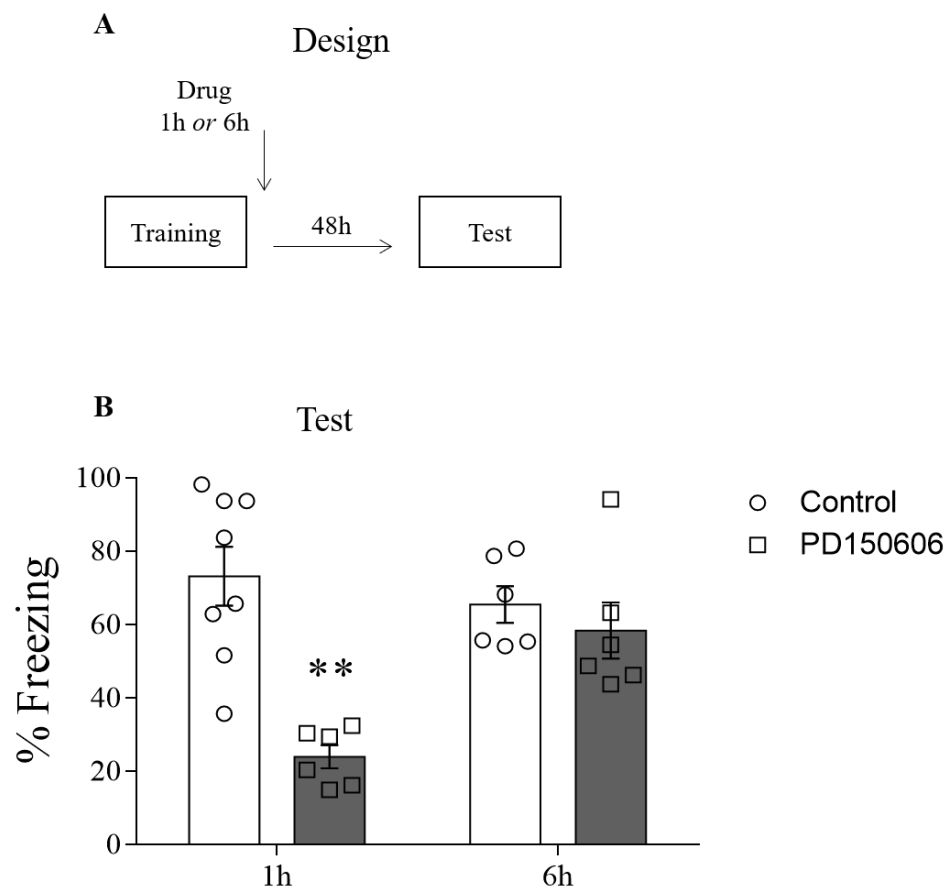 A
Design
Drug
1h or 6h
Training
48h
Test
B
Test
% Freezing
100
80
60
40
20
0
**
1h
6h
Control
PD150606